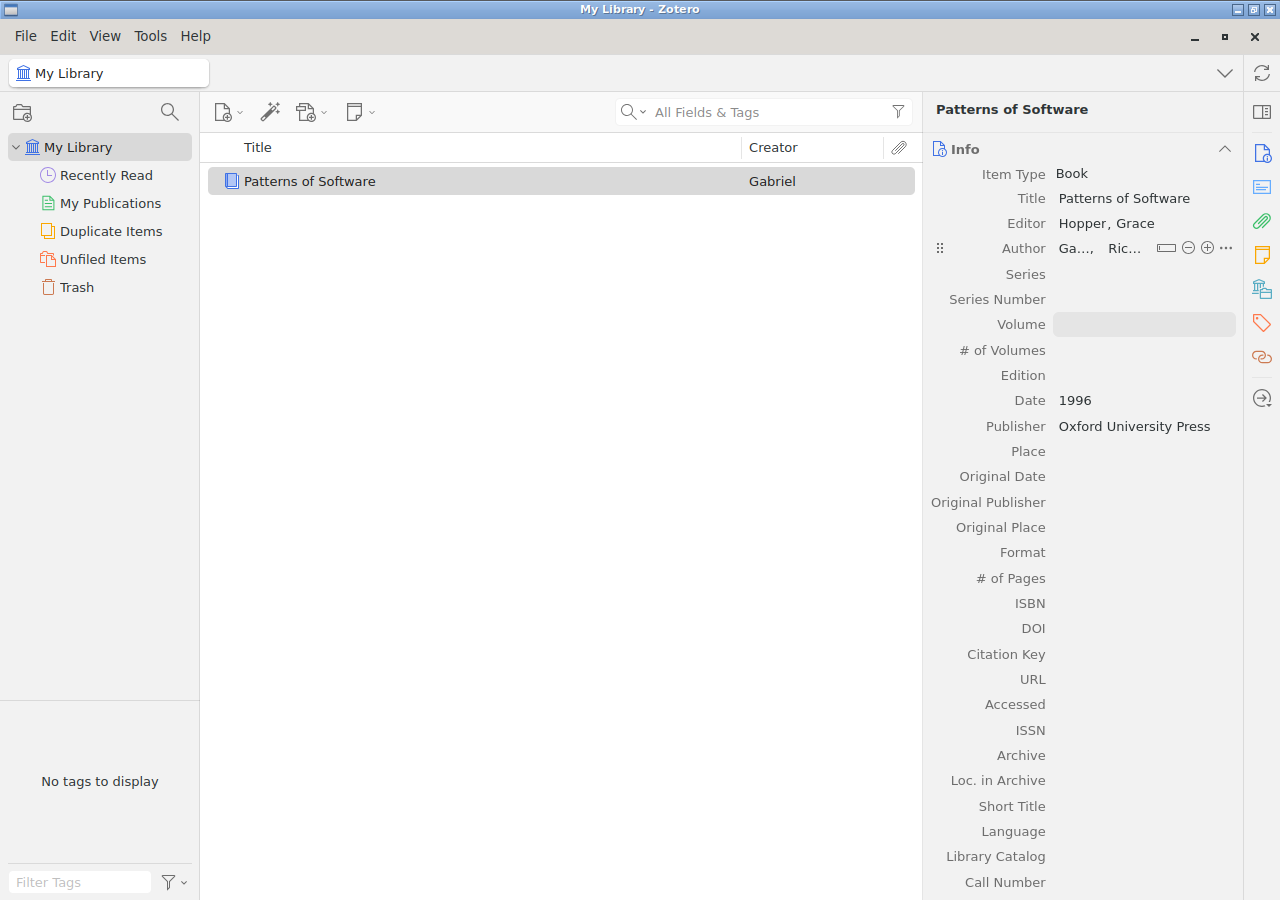 My Library - Zotero
File Edit View Tools Help
My Library
All Fields & Tags
Patterns of Software
Title Creator
My Library
Recently Read
My Publications
Duplicate Items
Unfiled Items
Trash
Patterns of Software Gabriel
Info
Item Type Book
Title Patterns of Software
Editor Hopper, Grace
Author Ga..., Ric...
Series
Series Number
Volume
# of Volumes
Edition
Date 1996
Publisher Oxford University Press
Place
Original Date
Original Publisher
Original Place
Format
# of Pages
ISBN
DOI
Citation Key
URL
Accessed
ISSN
Archive
Loc. in Archive
Short Title
Language
Library Catalog
Call Number
No tags to display
Filter Tags